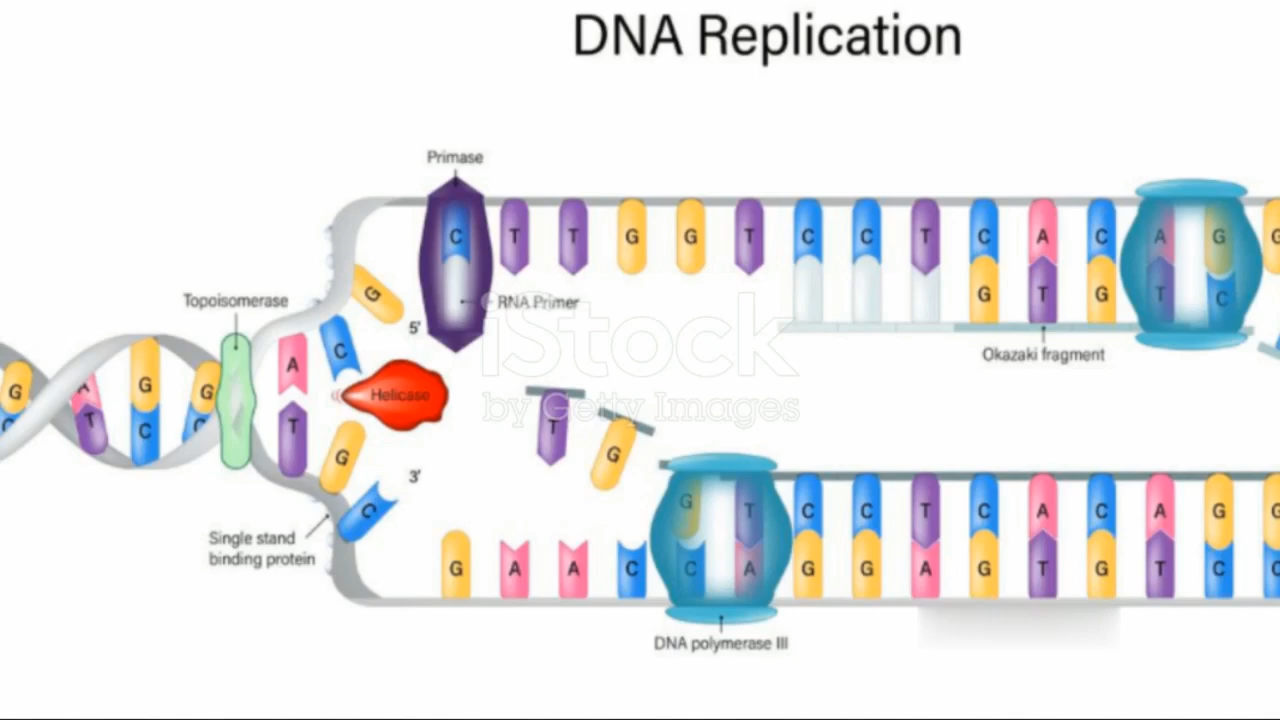 DNA Replication
Primase
C T T G G T C C T C A C A G G
RNA Primer
G T G T C
Okazaki fragment
Topoisomerase
G
5'
C
A
Helicase
G A T G C G C
T
G
3'
C
T G
iStock
by Getty Images
Single stand
binding protein
G T C C T C A C A G G
G A A C C A G G A G T G T C C
DNA polymerase III